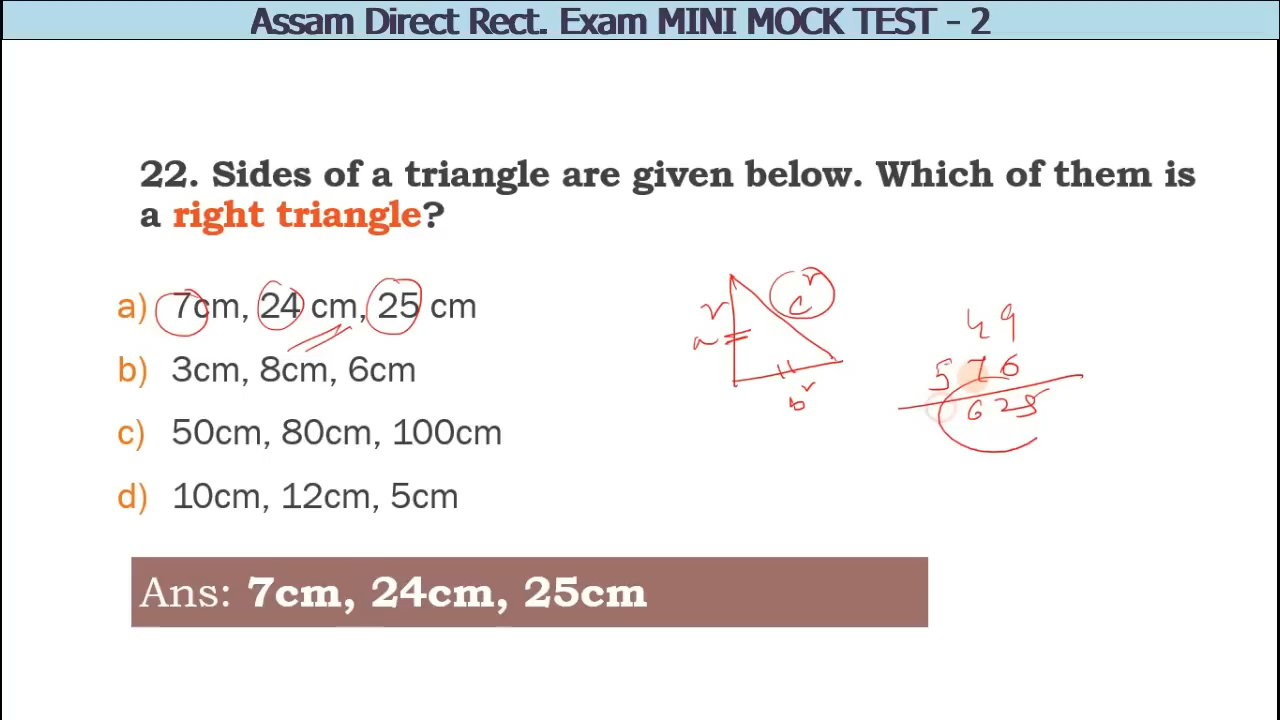 Assam Direct Rect. Exam MINI MOCK TEST - 2
22. Sides of a triangle are given below. Which of them is
a right triangle?
a) 7cm, 24 cm, 25 cm
b) 3cm, 8cm, 6cm
c) 50cm, 80cm, 100cm
d) 10cm, 12cm, 5cm
a
c
b
49
576
625
Ans: 7cm, 24cm, 25cm